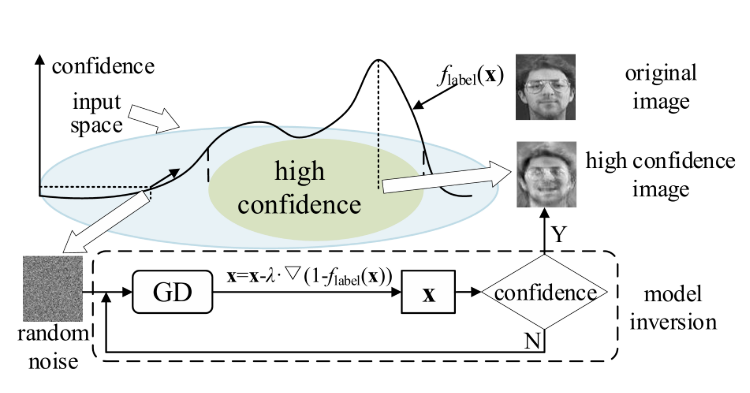 confidence
f_label(x)
original
image
input
space
high
confidence
high confidence
image
Y
x=x-λ·▽(1-f_label(x))
GD
x
confidence
model
inversion
random
noise
N